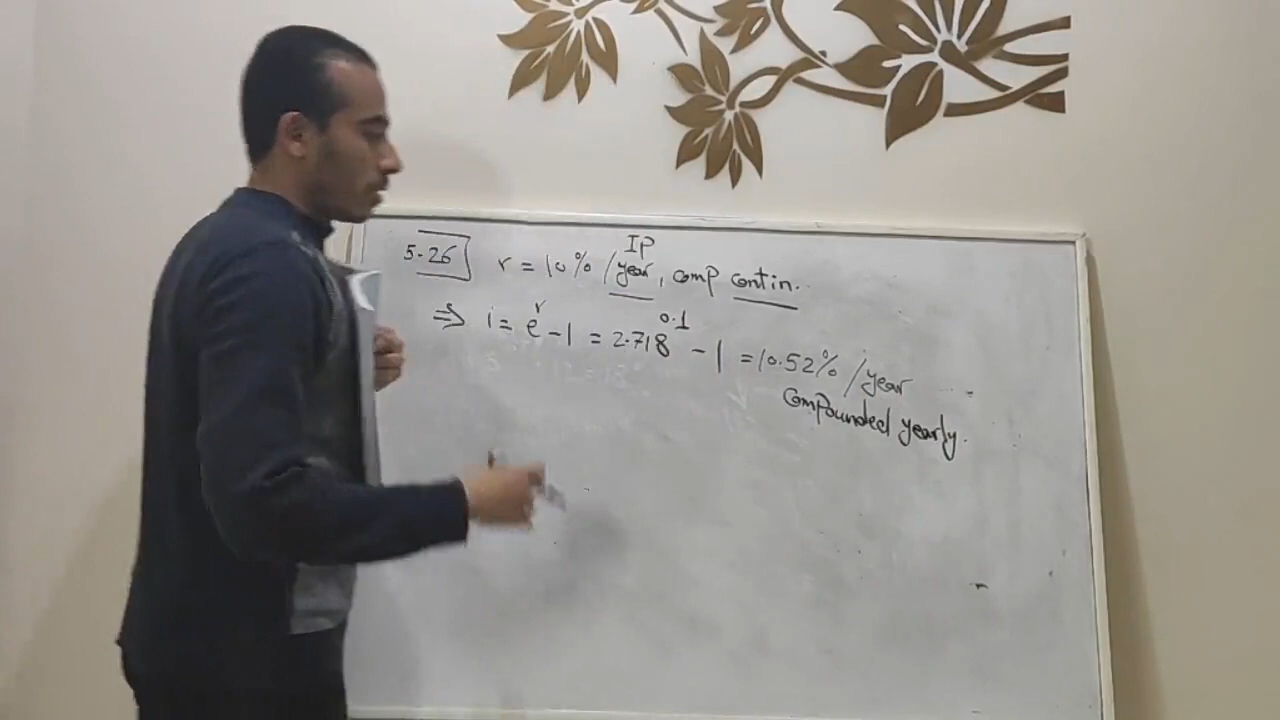 5-26
IP
r = 10% / year, comp contin.
⇒ i = e^r - 1 = 2.718^0.1 - 1 = 10.52% / year
compounded yearly.